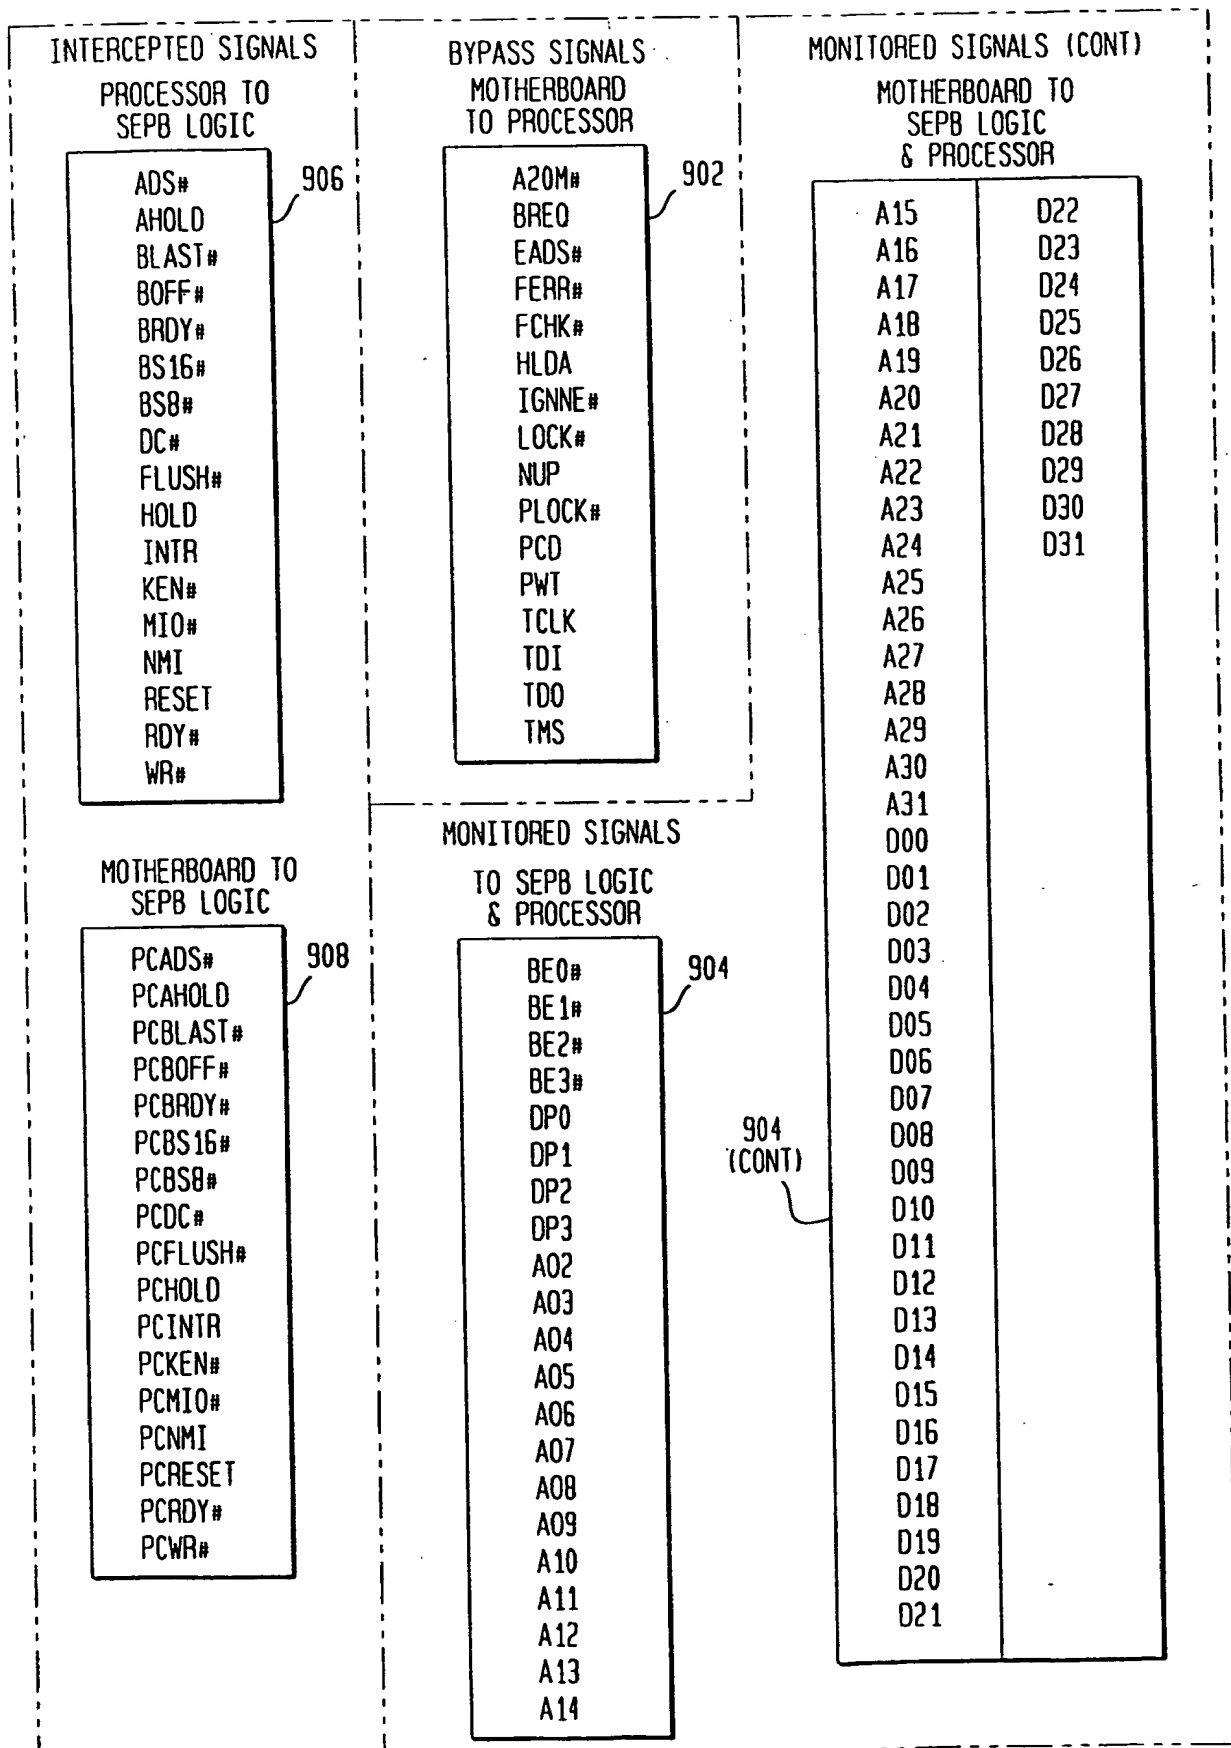 INTERCEPTED SIGNALS
PROCESSOR TO
SEPB LOGIC
906
ADS#
AHOLD
BLAST#
BOFF#
BRDY#
BS16#
BS8#
DC#
FLUSH#
HOLD
INTR
KEN#
MIO#
NMI
RESET
RDY#
WR#
MOTHERBOARD TO
SEPB LOGIC
908
PCADS#
PCAHOLD
PCBLAST#
PCBOFF#
PCBRDY#
PCBS16#
PCBS8#
PCDC#
PCFLUSH#
PCHOLD
PCINTR
PCKEN#
PCMIO#
PCNMI
PCRESET
PCRDY#
PCWR#
BYPASS SIGNALS
MOTHERBOARD
TO PROCESSOR
902
A20M#
BREQ
EADS#
FERR#
FCHK#
HLDA
IGNNE#
LOCK#
NUP
PLOCK#
PCD
PWT
TCLK
TDI
TDO
TMS
MONITORED SIGNALS
TO SEPB LOGIC
& PROCESSOR
904
BE0#
BE1#
BE2#
BE3#
DP0
DP1
DP2
DP3
A02
A03
A04
A05
A06
A07
A08
A09
A10
A11
A12
A13
A14
MONITORED SIGNALS (CONT)
MOTHERBOARD TO
SEPB LOGIC
& PROCESSOR
904
(CONT)
A15
A16
A17
A18
A19
A20
A21
A22
A23
A24
A25
A26
A27
A28
A29
A30
A31
D00
D01
D02
D03
D04
D05
D06
D07
D08
D09
D10
D11
D12
D13
D14
D15
D16
D17
D18
D19
D20
D21
D22
D23
D24
D25
D26
D27
D28
D29
D30
D31